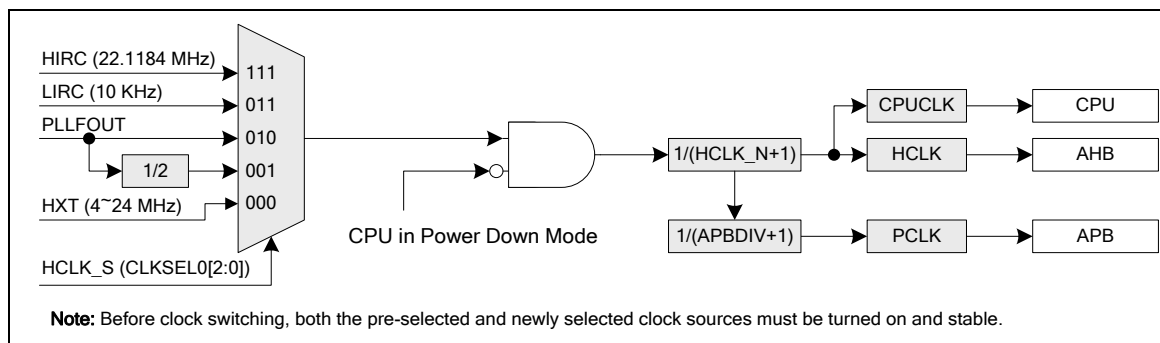 HIRC (22.1184 MHz)
LIRC (10 KHz)
PLLFOUT
1/2
HXT (4~24 MHz)
HCLK_S (CLKSEL0[2:0])
111
011
010
001
000
CPU in Power Down Mode
1/(HCLK_N+1)
1/(APBDIV+1)
CPUCLK
CPU
HCLK
AHB
PCLK
APB
Note: Before clock switching, both the pre-selected and newly selected clock sources must be turned on and stable.